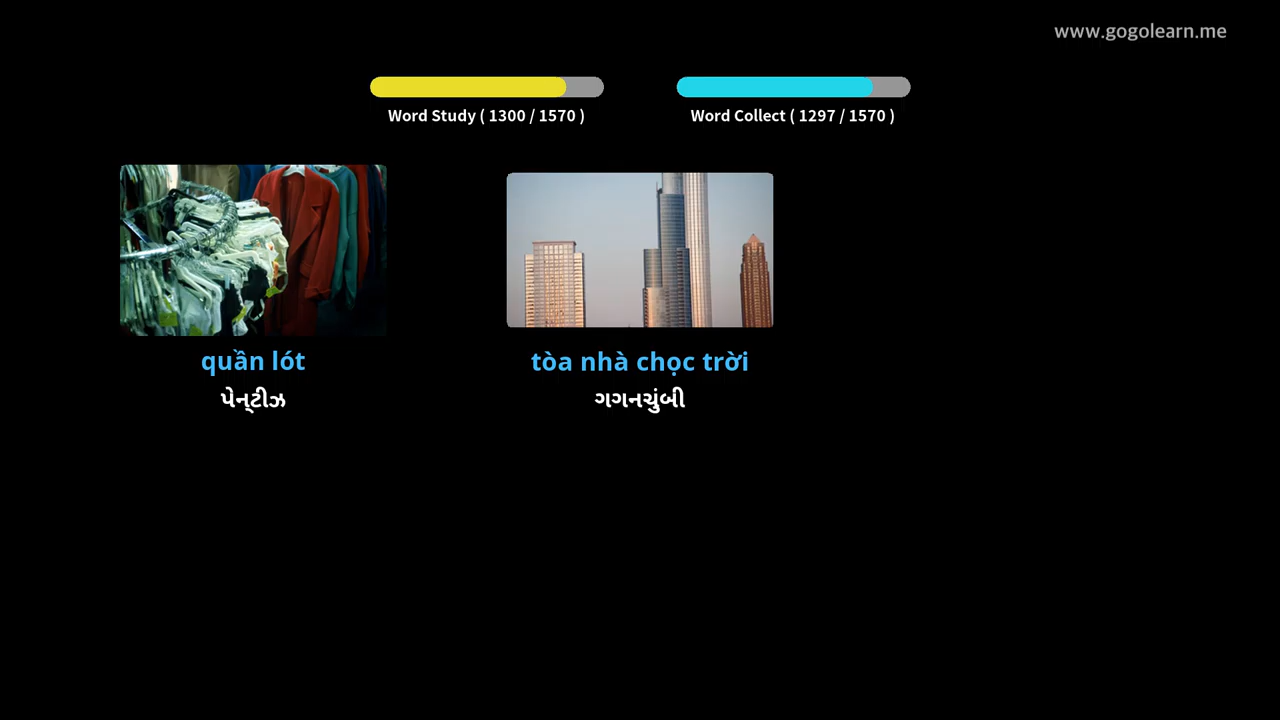 www.gogolearn.me
Word Study ( 1300 / 1570 )
Word Collect ( 1297 / 1570 )
quần lót
પેન્ટીઝ
tòa nhà chọc trời
ગગનચુંબી